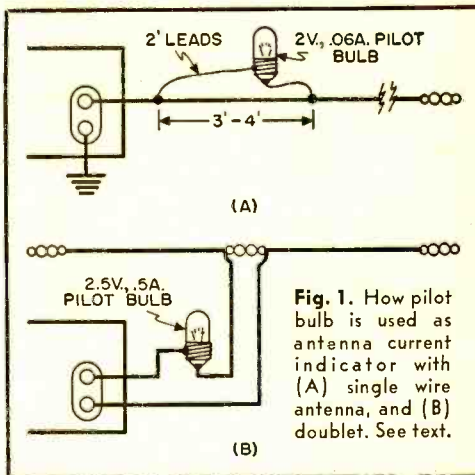 2' LEADS
2V., .06A. PILOT
BULB
3' - 4'
(A)
2.5V., .5A.
PILOT BULB
(B)
Fig. 1. How pilot
bulb is used as
antenna current
indicator with
(A) single wire
antenna, and (B)
doublet. See text.